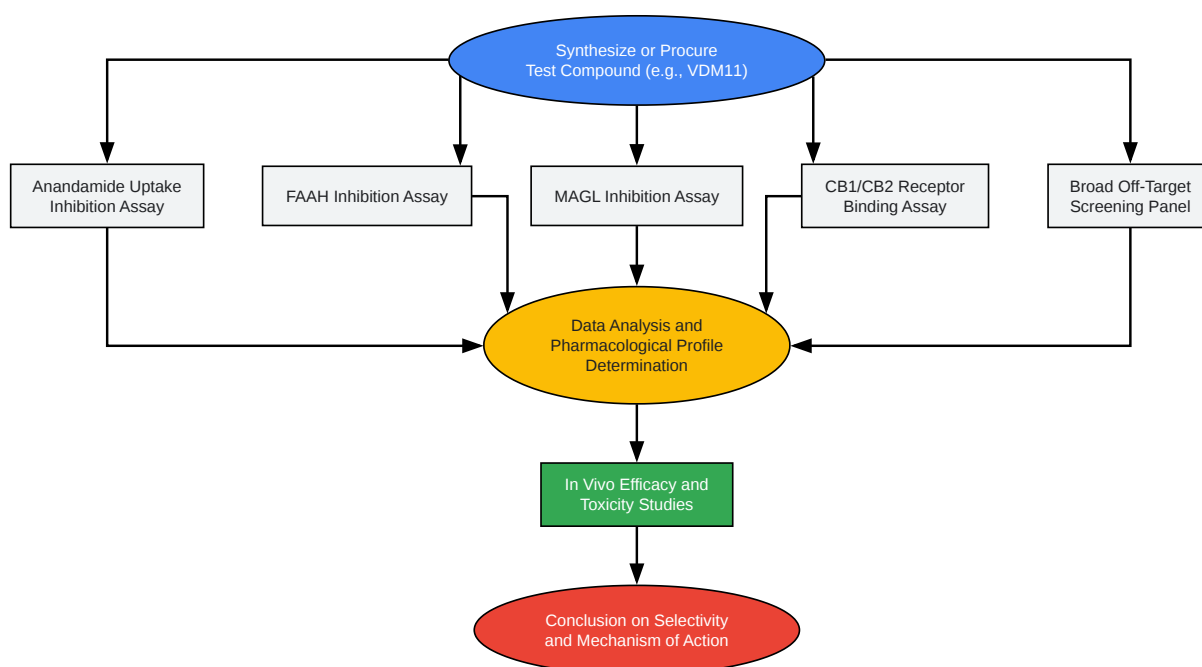 Synthesize or Procure
Test Compound (e.g., VDM11)
Anandamide Uptake
Inhibition Assay
FAAH Inhibition Assay
MAGL Inhibition Assay
CB1/CB2 Receptor
Binding Assay
Broad Off-Target
Screening Panel
Data Analysis and
Pharmacological Profile
Determination
In Vivo Efficacy and
Toxicity Studies
Conclusion on Selectivity
and Mechanism of Action